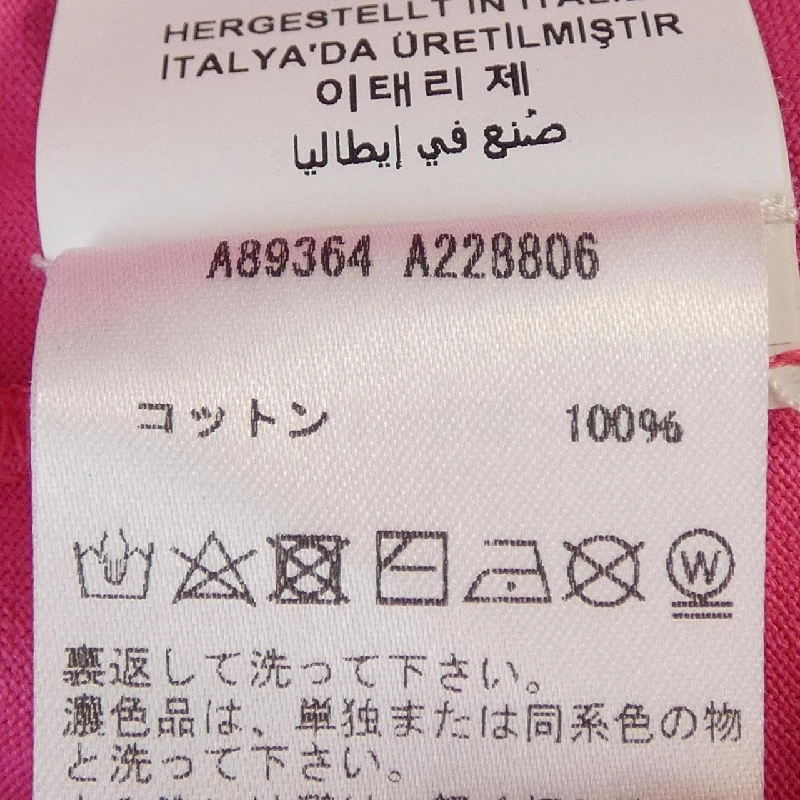 HERGESTELLT IN ITALIE
İTALYA'DA ÜRETİLMİŞTİR
이태리 제
صُنع في إيطاليا
A89364 A228806
コットン 100%
W
裏返して洗って下さい。
濃色品は、単独または同系色の物
と洗って下さい。